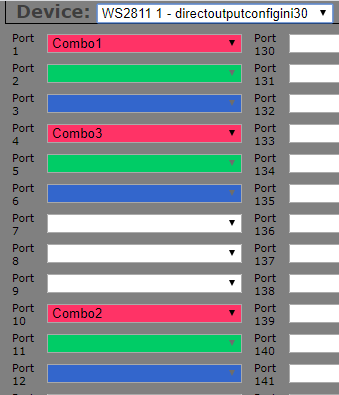 Device: WS2811 1 - directoutputconfigini30
Port 1 Combo1 Port 130
Port 2 Port 131
Port 3 Port 132
Port 4 Combo3 Port 133
Port 5 Port 134
Port 6 Port 135
Port 7 Port 136
Port 8 Port 137
Port 9 Port 138
Port 10 Combo2 Port 139
Port 11 Port 140
Port 12 Port 141